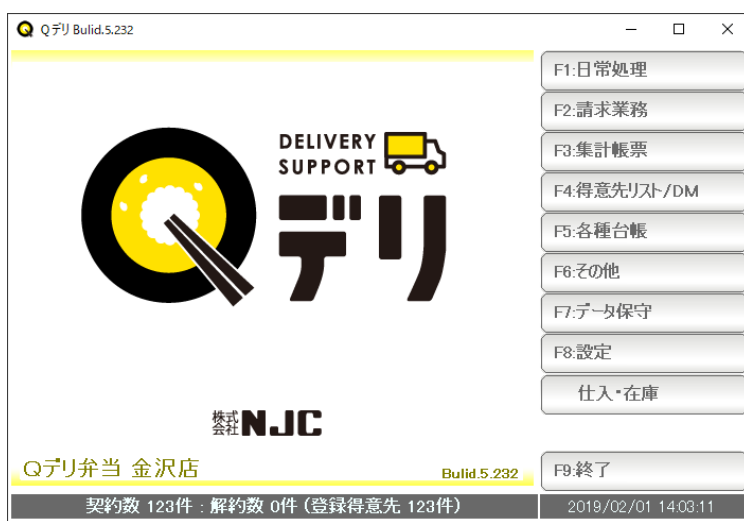 Qデリ Bulid.5.232
DELIVERY
SUPPORT
Qデリ
株式会社NJC
Qデリ弁当 金沢店
Bulid.5.232
契約数 123件 : 解約数 0件 (登録得意先 123件)
F1:日常処理
F2:請求業務
F3:集計帳票
F4:得意先リスト/DM
F5:各種台帳
F6:その他
F7:データ保守
F8:設定
仕入・在庫
F9:終了
2019/02/01 14:03:11